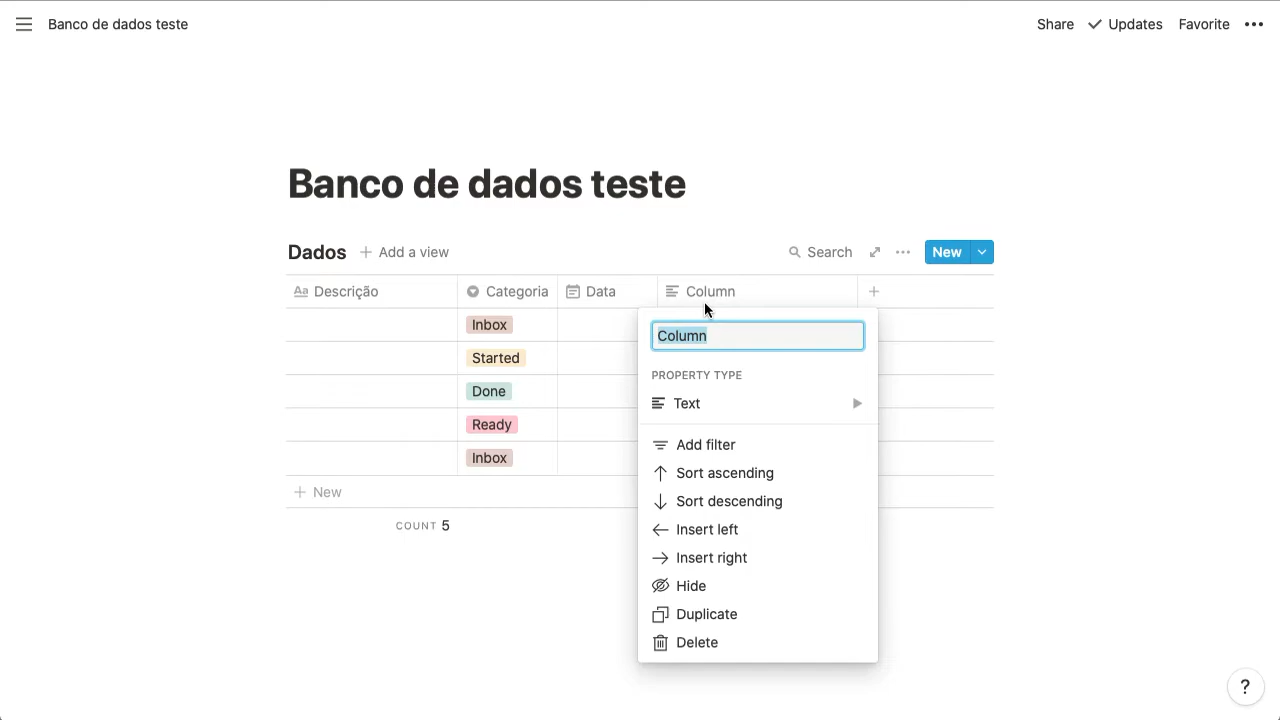 Banco de dados teste
Share Updates Favorite •••
Banco de dados teste
Dados + Add a view Search ••• New
Aa Descrição Categoria Data Column +
Inbox
Column
Started
PROPERTY TYPE
Done
Text
Ready
Add filter
Inbox
Sort ascending
+ New
Sort descending
COUNT 5
Insert left
Insert right
Hide
Duplicate
Delete
?